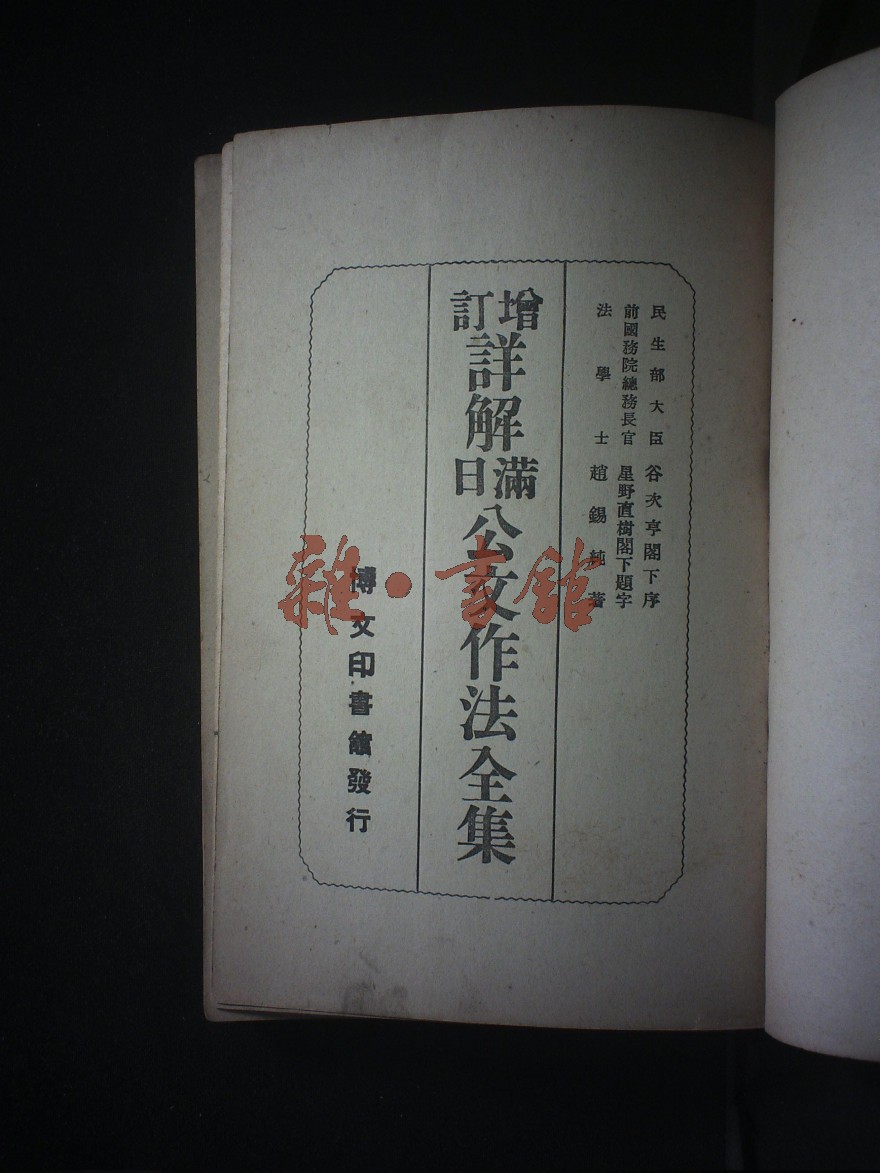 民生部大臣 谷次亨閣下序
前國務院總務長官 星野直樹閣下題字
法學士 趙錫純著
增訂詳解滿日公文作法全集
博文印書館發行
雜·書館